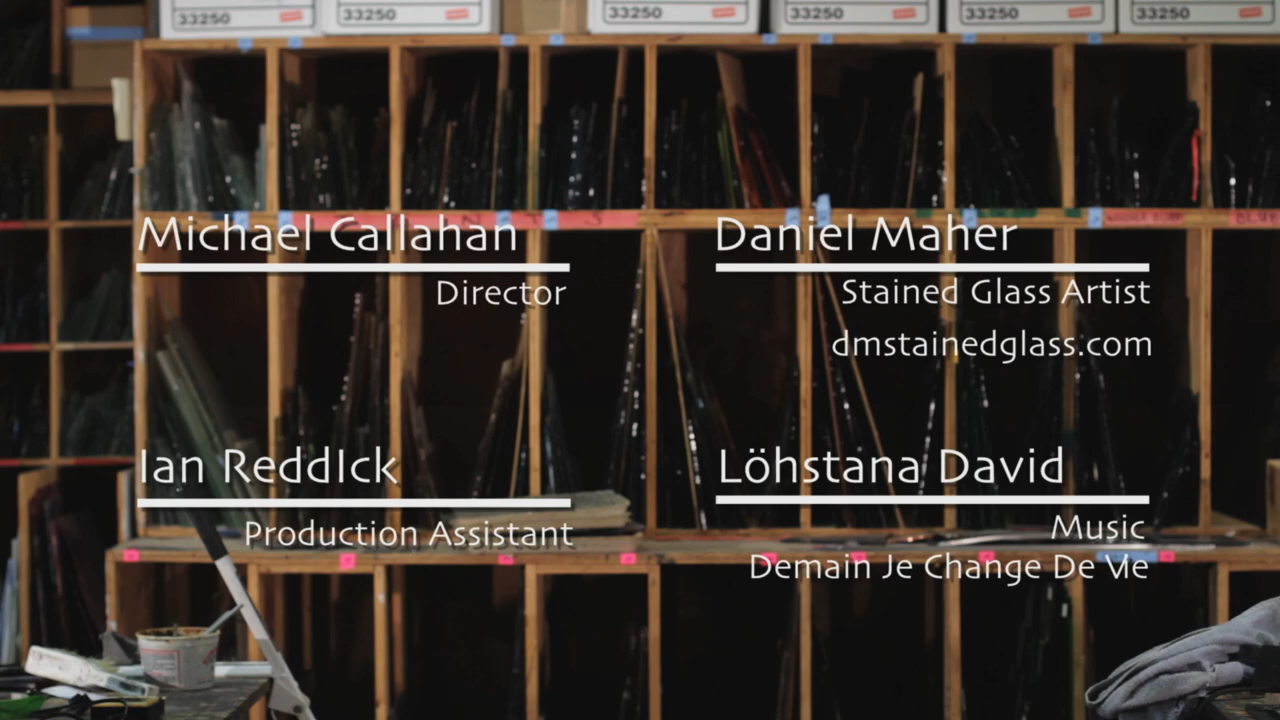 33250
33250
33250
33250
33250
33250
Michael Callahan
Director
Daniel Maher
Stained Glass Artist
dmstainedglass.com
Ian ReddIck
Production Assistant
Löhstana David
Music
Demain Je Change De Vie